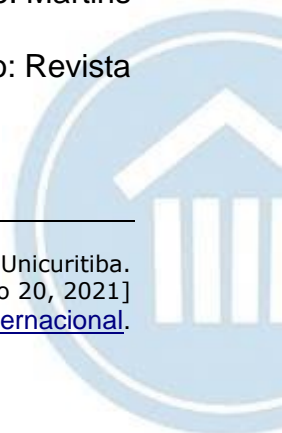 o: Martins
o: Revista
Unicuritiba.
o 20, 2021]
ernacional.